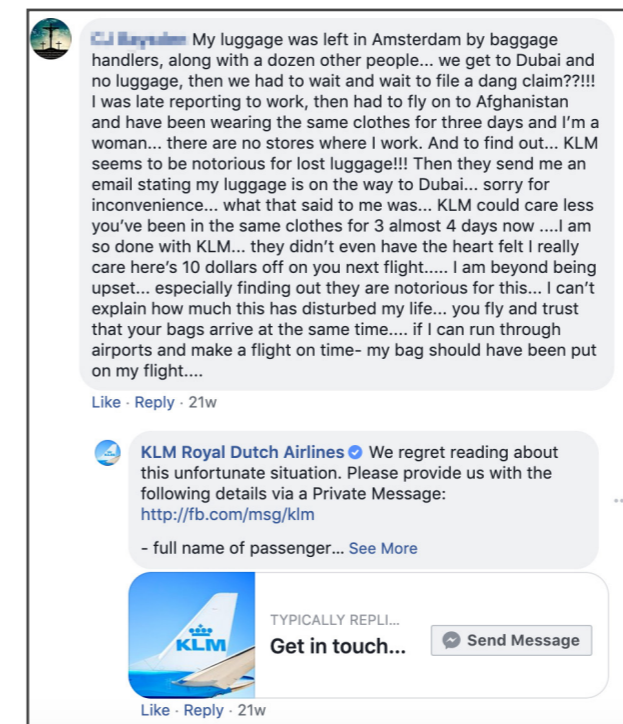 My luggage was left in Amsterdam by baggage
handlers, along with a dozen other people... we get to Dubai and
no luggage, then we had to wait and wait to file a dang claim??!!!
I was late reporting to work, then had to fly on to Afghanistan
and have been wearing the same clothes for three days and I’m a
woman... there are no stores where I work. And to find out... KLM
seems to be notorious for lost luggage!!! Then they send me an
email stating my luggage is on the way to Dubai... sorry for
inconvenience... what that said to me was... KLM could care less
you’ve been in the same clothes for 3 almost 4 days now ....I am
so done with KLM... they didn’t even have the heart felt I really
care here’s 10 dollars off on you next flight..... I am beyond being
upset... especially finding out they are notorious for this... I can’t
explain how much this has disturbed my life... you fly and trust
that your bags arrive at the same time.... if I can run through
airports and make a flight on time- my bag should have been put
on my flight....
Like · Reply · 21w
KLM Royal Dutch Airlines We regret reading about
this unfortunate situation. Please provide us with the
following details via a Private Message:
http://fb.com/msg/klm
- full name of passenger... See More
KLM
TYPICALLY REPLI...
Get in touch...
Send Message
Like · Reply · 21w